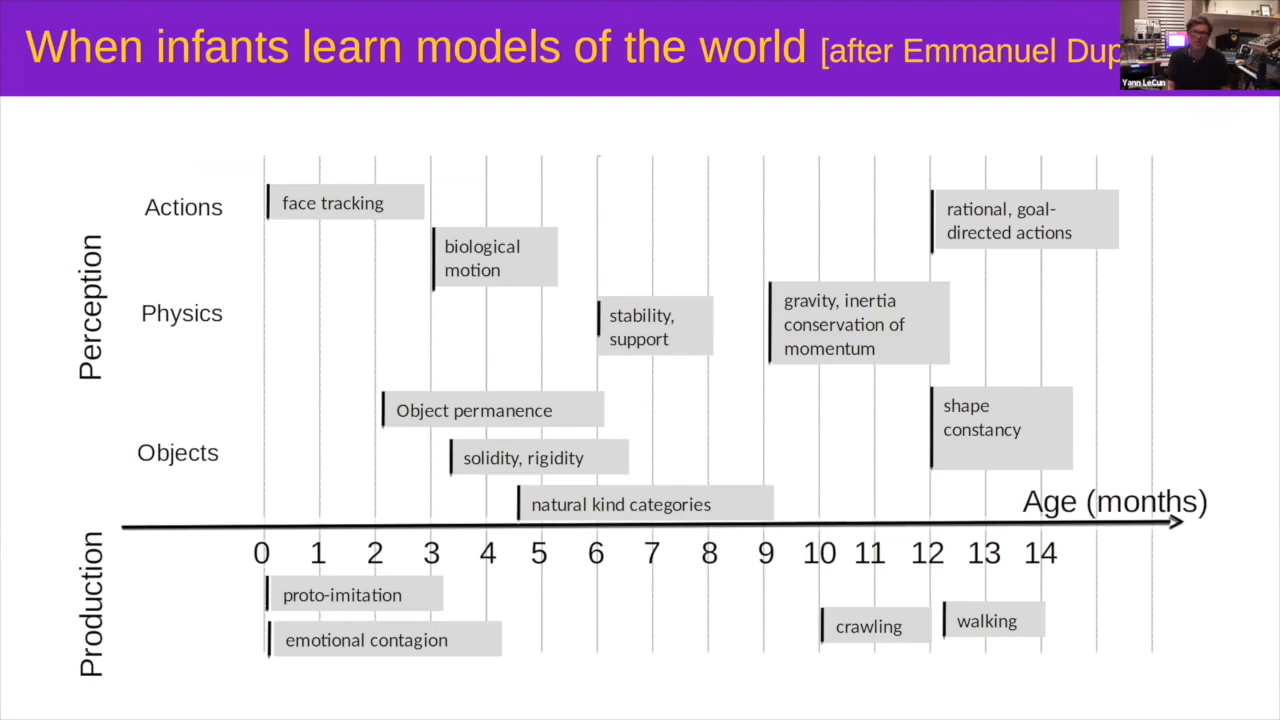 When infants learn models of the world [after Emmanuel Dup
Yann LeCun
Perception
Actions
face tracking
biological
motion
rational, goal-
directed actions
Physics
stability,
support
gravity, inertia
conservation of
momentum
Objects
Object permanence
solidity, rigidity
natural kind categories
shape
constancy
Age (months)
0 1 2 3 4 5 6 7 8 9 10 11 12 13 14
Production
proto-imitation
emotional contagion
crawling
walking